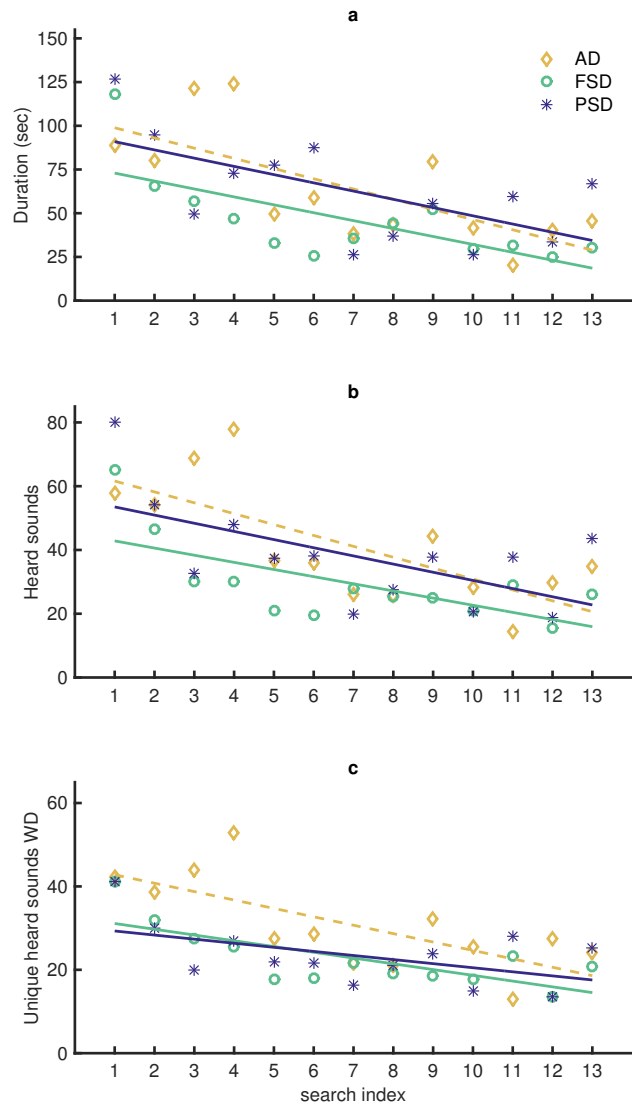 a
150
125
100
75
50
25
0
Duration (sec)
AD
FSD
PSD
1 2 3 4 5 6 7 8 9 10 11 12 13
b
80
60
40
20
0
Heard sounds
1 2 3 4 5 6 7 8 9 10 11 12 13
c
60
40
20
0
Unique heard sounds WD
1 2 3 4 5 6 7 8 9 10 11 12 13
search index